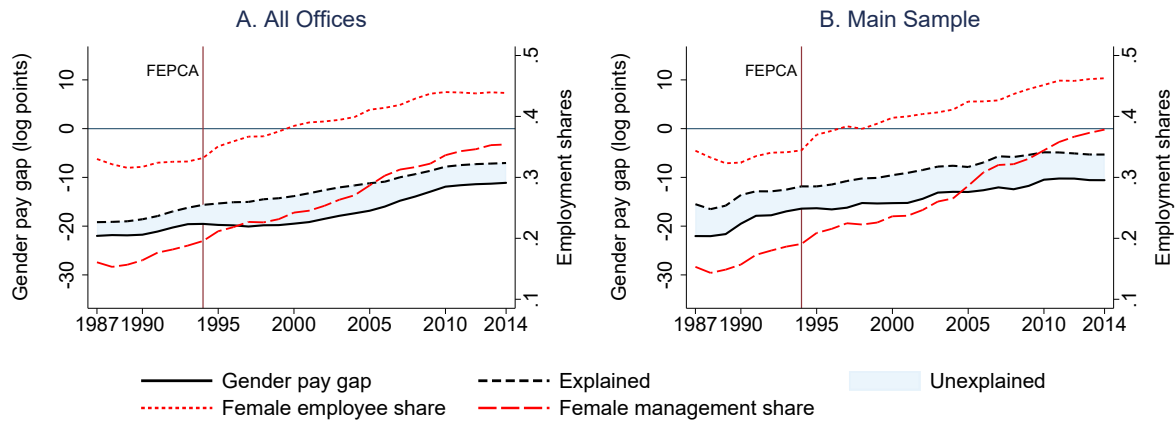 A. All Offices
Gender pay gap (log points)
10
0
-10
-20
-30
FEPCA
.5
.4
.3
.2
.1
Employment shares
1987 1990 1995 2000 2005 2010 2014
B. Main Sample
Gender pay gap (log points)
10
0
-10
-20
-30
FEPCA
.5
.4
.3
.2
.1
Employment shares
1987 1990 1995 2000 2005 2010 2014
Gender pay gap Explained Unexplained
Female employee share Female management share